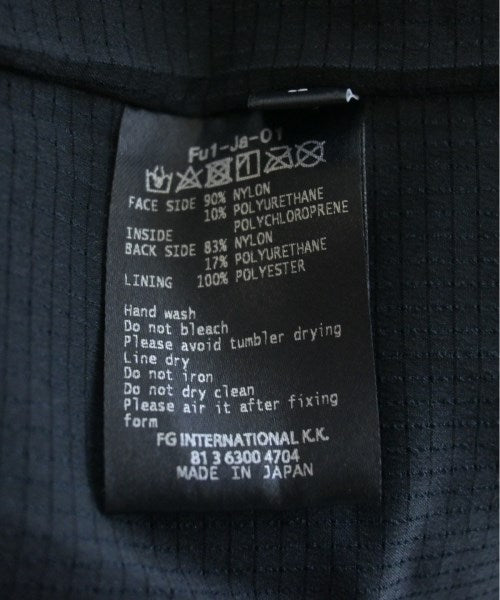 Fu1-Ja-01
FACE SIDE 90% NYLON
10% POLYURETHANE
INSIDE POLYCHLOROPRENE
BACK SIDE 83% NYLON
17% POLYURETHANE
LINING 100% POLYESTER
Hand wash
Do not bleach
Please avoid tumbler drying
Line dry
Do not iron
Do not dry clean
Please air it after fixing
form
FG INTERNATIONAL K.K.
81 3 6300 4704
MADE IN JAPAN